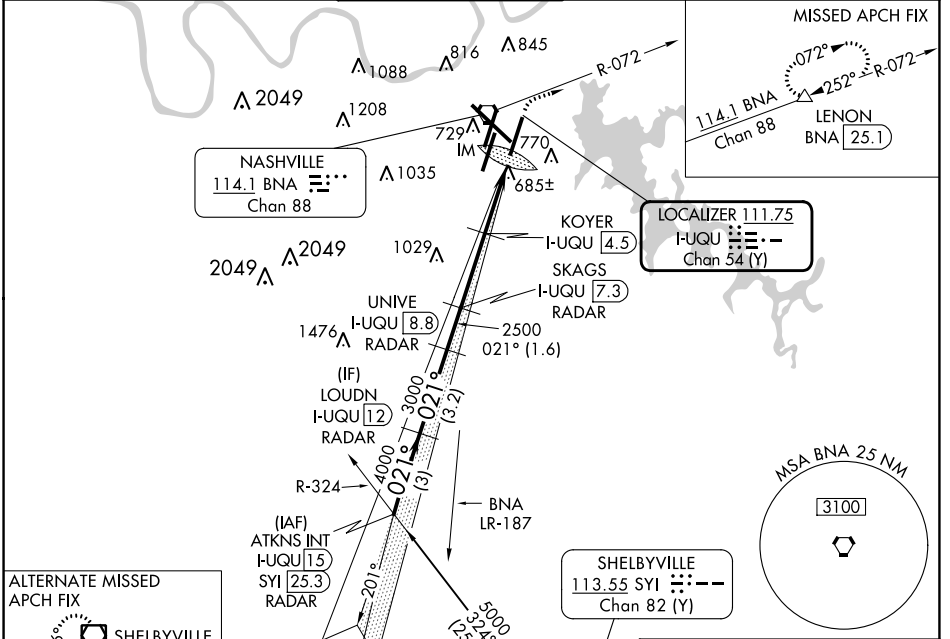 MISSED APCH FIX
072°
252°
R-072
114.1 BNA
Chan 88
LENON
BNA 25.1
845
816
1088
R-072
2049
1208
729
IM
770
NASHVILLE
114.1 BNA
Chan 88
1035
685±
KOYER
I-UQU 4.5
LOCALIZER 111.75
I-UQU
Chan 54 (Y)
2049
2049
1029
SKAGS
I-UQU 7.3
RADAR
UNIVE
I-UQU 8.8
RADAR
1476
2500
021° (1.6)
(IF)
LOUDN
I-UQU 12
RADAR
3000
021°
(3.2)
4000
021°
(3)
R-324
BNA
LR-187
MSA BNA 25 NM
3100
(IAF)
ATKNS INT
I-UQU 15
SYI 25.3
RADAR
201°
5000
324°
SHELBYVILLE
113.55 SYI
Chan 82 (Y)
ALTERNATE MISSED
APCH FIX
SHELBYVILLE